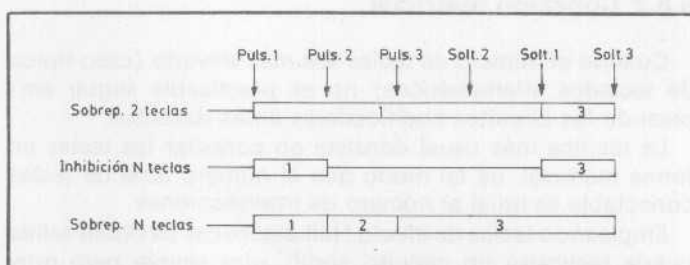 Puls.1 Puls.2 Puls.3 Solt.2 Solt.1 Solt.3
Sobrep. 2 teclas 1 3
Inhibición N teclas 1 3
Sobrep. N teclas 1 2 3